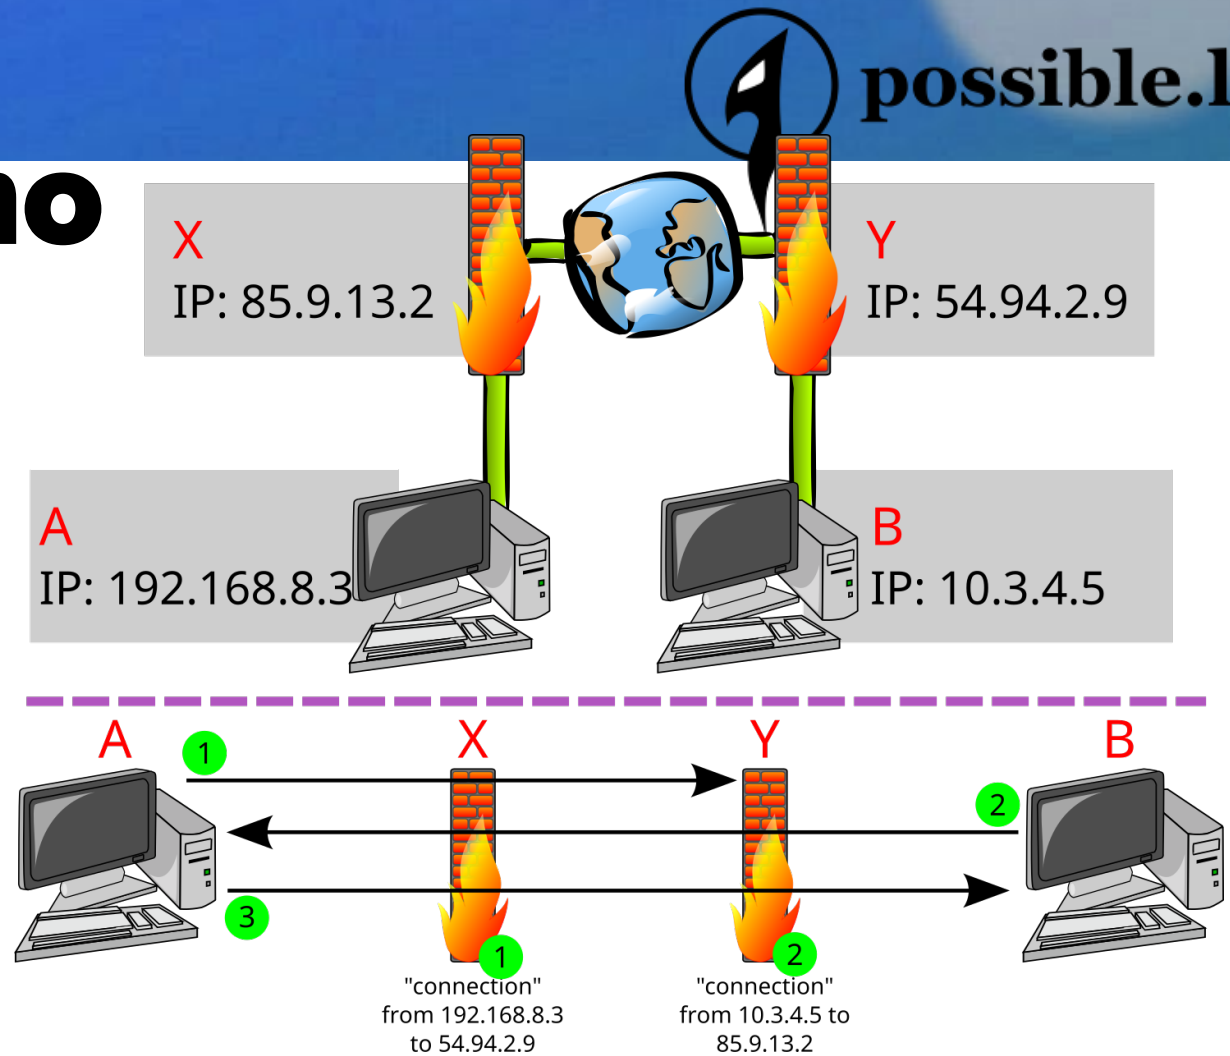 possible.l
no
X
IP: 85.9.13.2
Y
IP: 54.94.2.9
A
IP: 192.168.8.3
B
IP: 10.3.4.5
A
X
Y
B
1
2
3
1
2
"connection"
from 192.168.8.3
to 54.94.2.9
"connection"
from 10.3.4.5 to
85.9.13.2